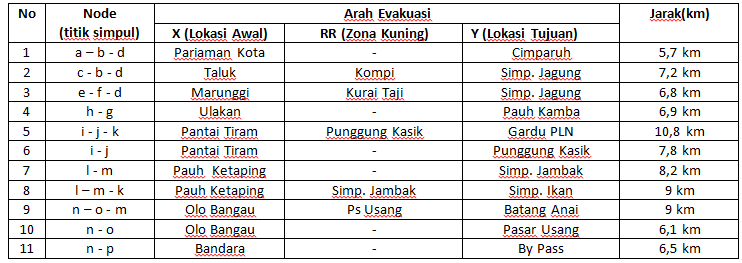 No Node (titik simpul) Arah Evakuasi Jarak(km)
X (Lokasi Awal) RR (Zona Kuning) Y (Lokasi Tujuan)
1 a – b - d Pariaman Kota - Cimparuh 5,7 km
2 c - b - d Taluk Kompi Simp. Jagung 7,2 km
3 e - f - d Marunggi Kurai Taji Simp. Jagung 6,8 km
4 h - g Ulakan - Pauh Kamba 6,9 km
5 i - j - k Pantai Tiram Punggung Kasik Gardu PLN 10,8 km
6 i - j Pantai Tiram - Punggung Kasik 7,8 km
7 l - m Pauh Ketaping - Simp. Jambak 8,2 km
8 l – m - k Pauh Ketaping Simp. Jambak Simp. Ikan 9 km
9 n – o - m Olo Bangau Ps Usang Batang Anai 9 km
10 n - o Olo Bangau - Pasar Usang 6,1 km
11 n - p Bandara - By Pass 6,5 km